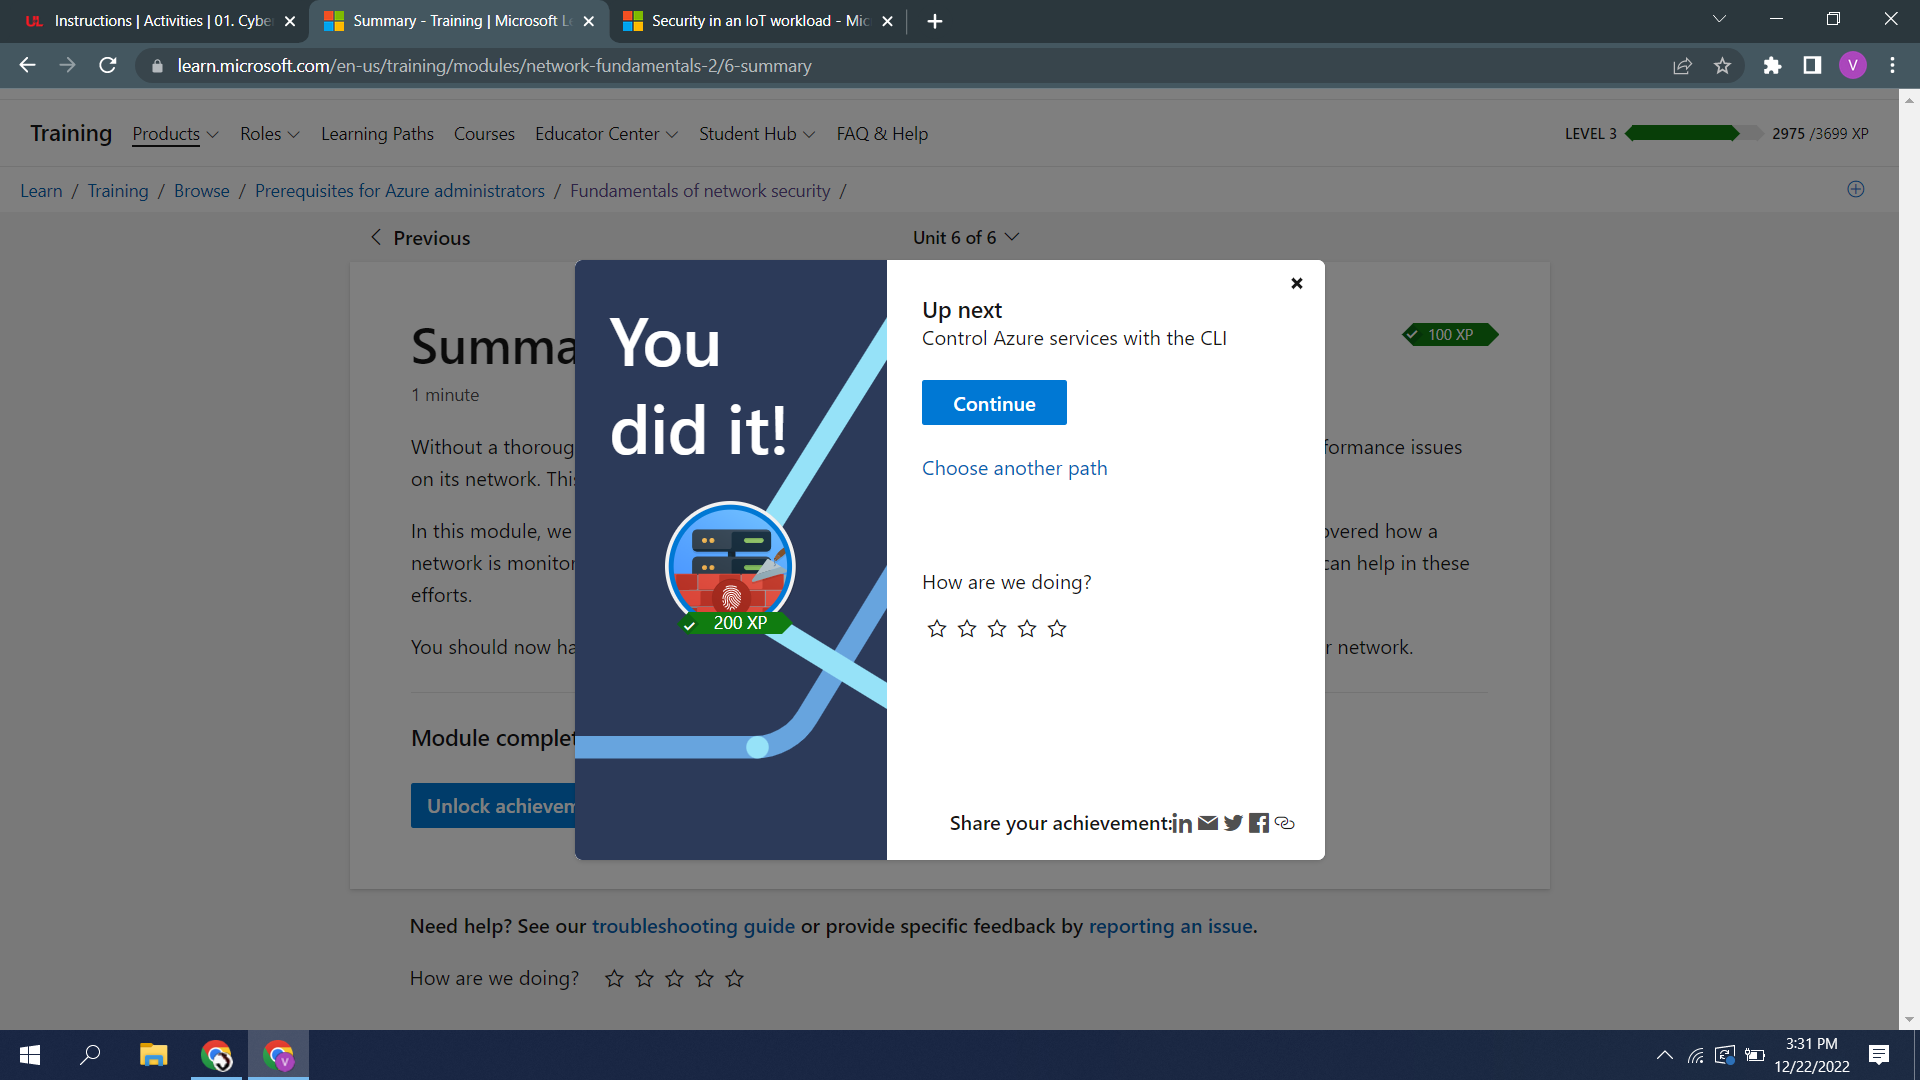 UL Instructions | Activities | 01. Cybe
Summary - Training | Microsoft Le
Security in an IoT workload - Mic
learn.microsoft.com/en-us/training/modules/network-fundamentals-2/6-summary
V
Training Products Roles Learning Paths Courses Educator Center Student Hub FAQ & Help
LEVEL 3 2975 /3699 XP
Learn / Training / Browse / Prerequisites for Azure administrators / Fundamentals of network security /
Previous
Unit 6 of 6
Summa
100 XP
1 minute
Without a thoroug
formance issues
on its network. This
In this module, we
overed how a
network is monitor
can help in these
efforts.
You should now ha
r network.
Module complet
Unlock achievem
You
did it!
200 XP
Up next
Control Azure services with the CLI
Continue
Choose another path
How are we doing?
Share your achievement:
Need help? See our troubleshooting guide or provide specific feedback by reporting an issue.
How are we doing?
3:31 PM
12/22/2022